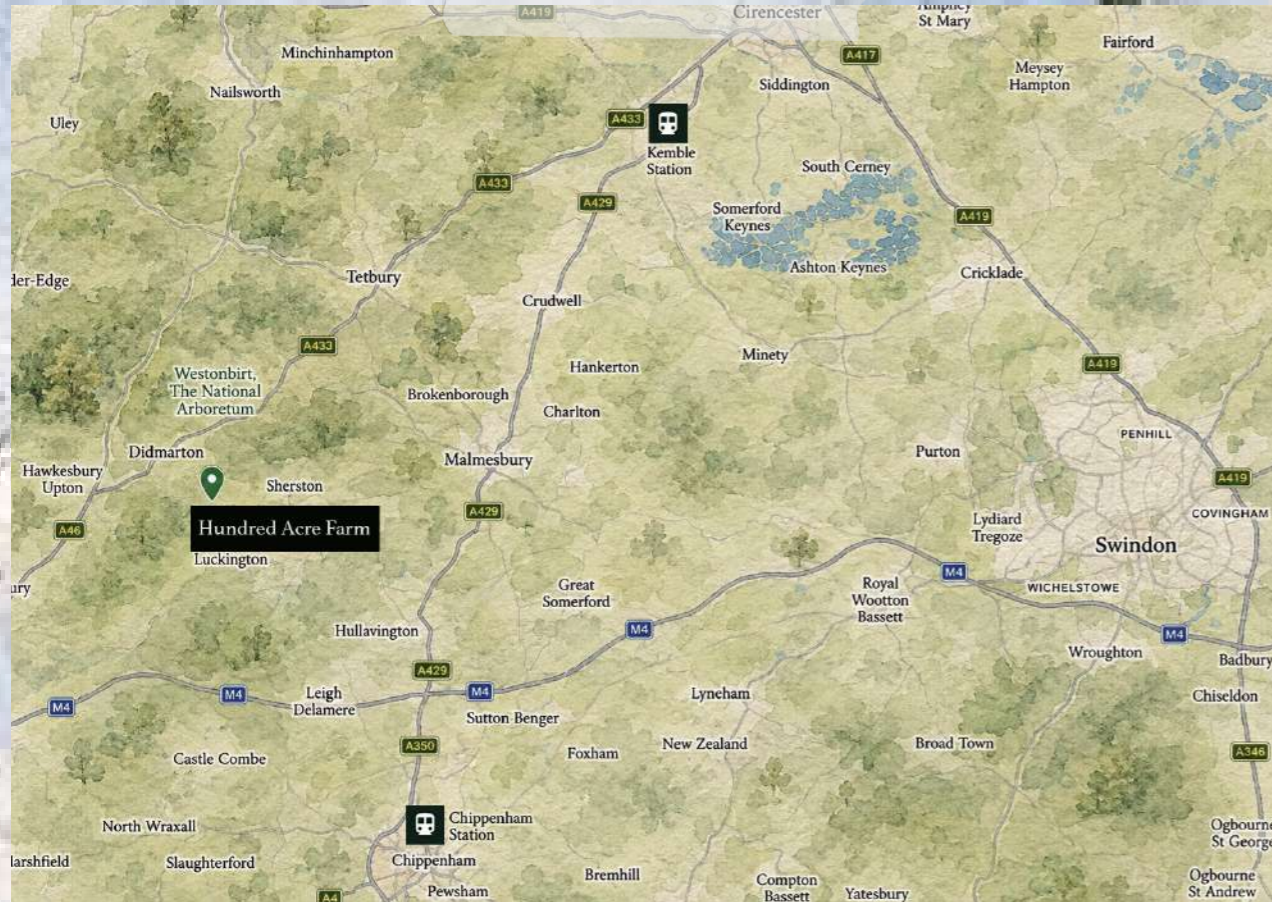 A419
Cirencester
St Mary
Minchinhampton
A417
Fairford
Nailsworth
Siddington
Meysey
Hampton
Uley
A433
Kemble
Station
South Cerney
A433
A429
Somerford
Keynes
A419
Tetbury
Ashton Keynes
Cricklade
der-Edge
Crudwell
A433
Minety
Hankerton
A419
Westonbirt,
The National
Arboretum
Brokenborough
Charlton
PENHILL
Didmarton
Malmesbury
Purton
Hawkesbury
Upton
Sherston
A419
A429
COVINGHAM
A46
Hundred Acre Farm
Lydiard
Tregoze
Swindon
Luckington
M4
WICHELSTOWE
ury
Great
Somerford
Royal
Wootton
Bassett
Hullavington
M4
M4
Wroughton
Badbury
A429
M4
M4
M4
Leigh
Delamere
Sutton Benger
Lyneham
Chiseldon
A350
Castle Combe
Foxham
New Zealand
Broad Town
A346
North Wraxall
Chippenham
Station
Ogbourne
St George
arshfield
Slaughterford
Chippenham
Bremhill
Compton
Bassett
Yatesbury
Ogbourne
St Andrew
A4
Pewsham